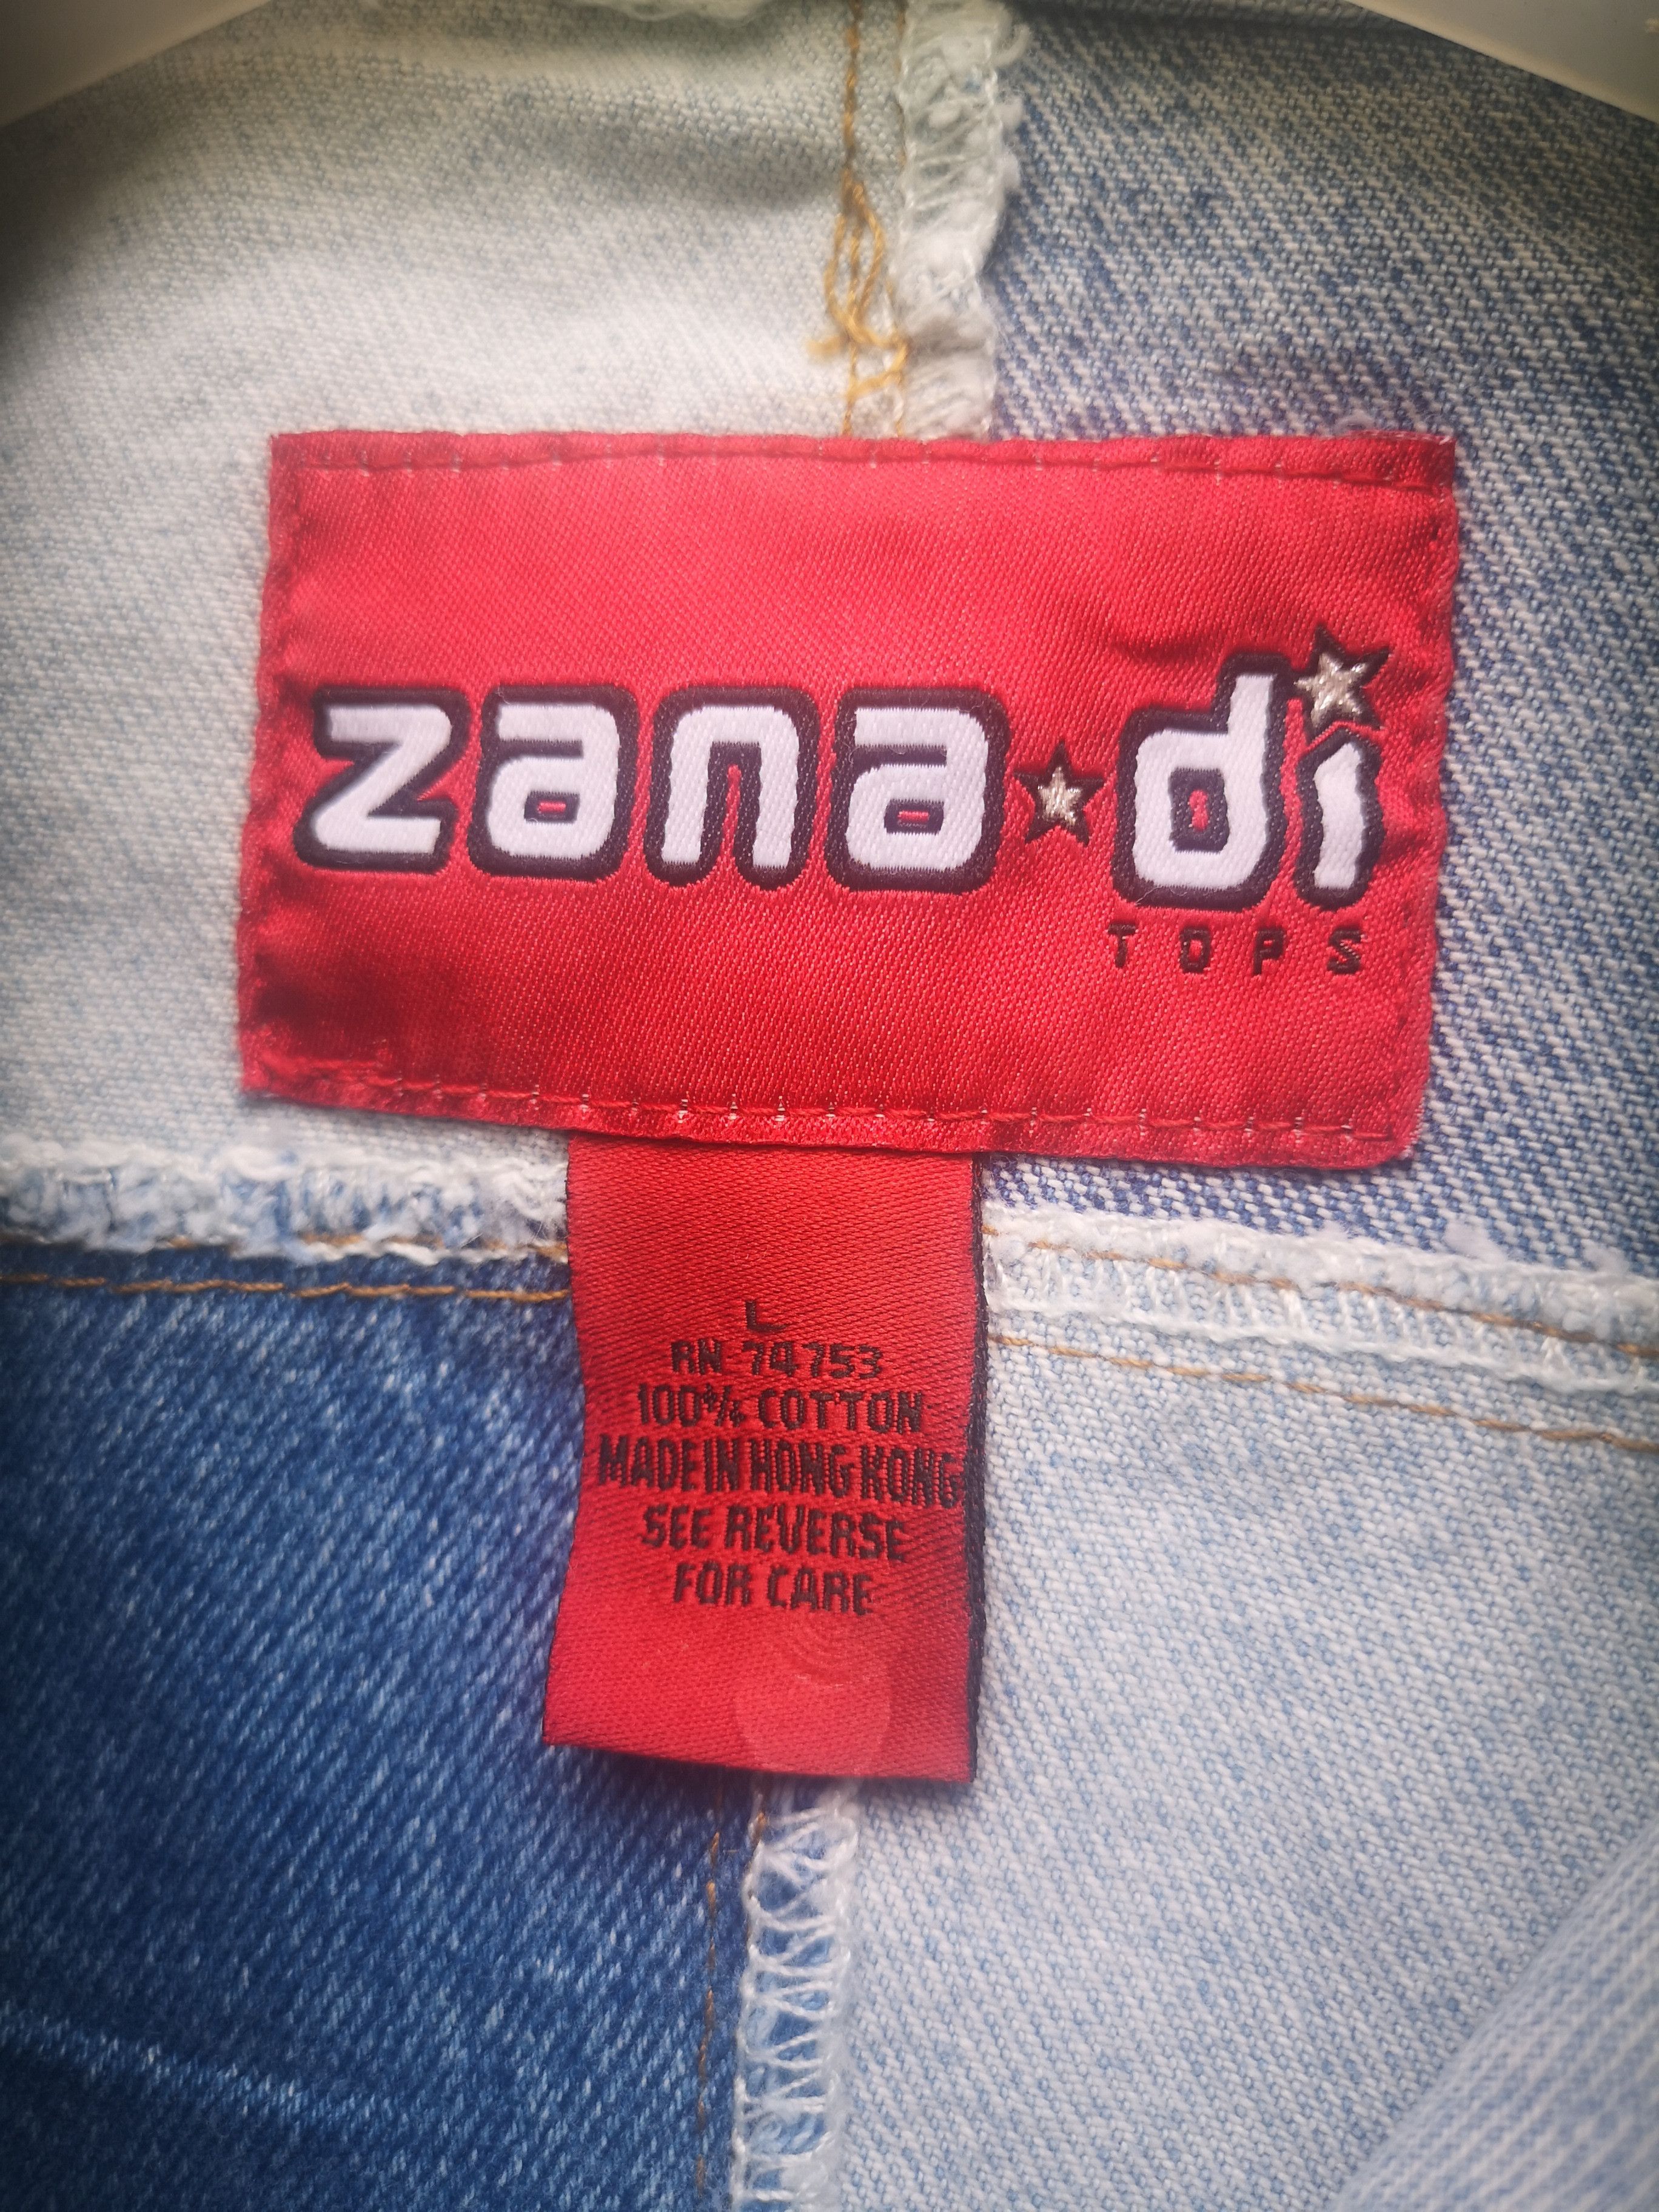 zana di
TOPS
L
RN 74753
100% COTTON
MADE IN HONG KONG
SEE REVERSE
FOR CARE